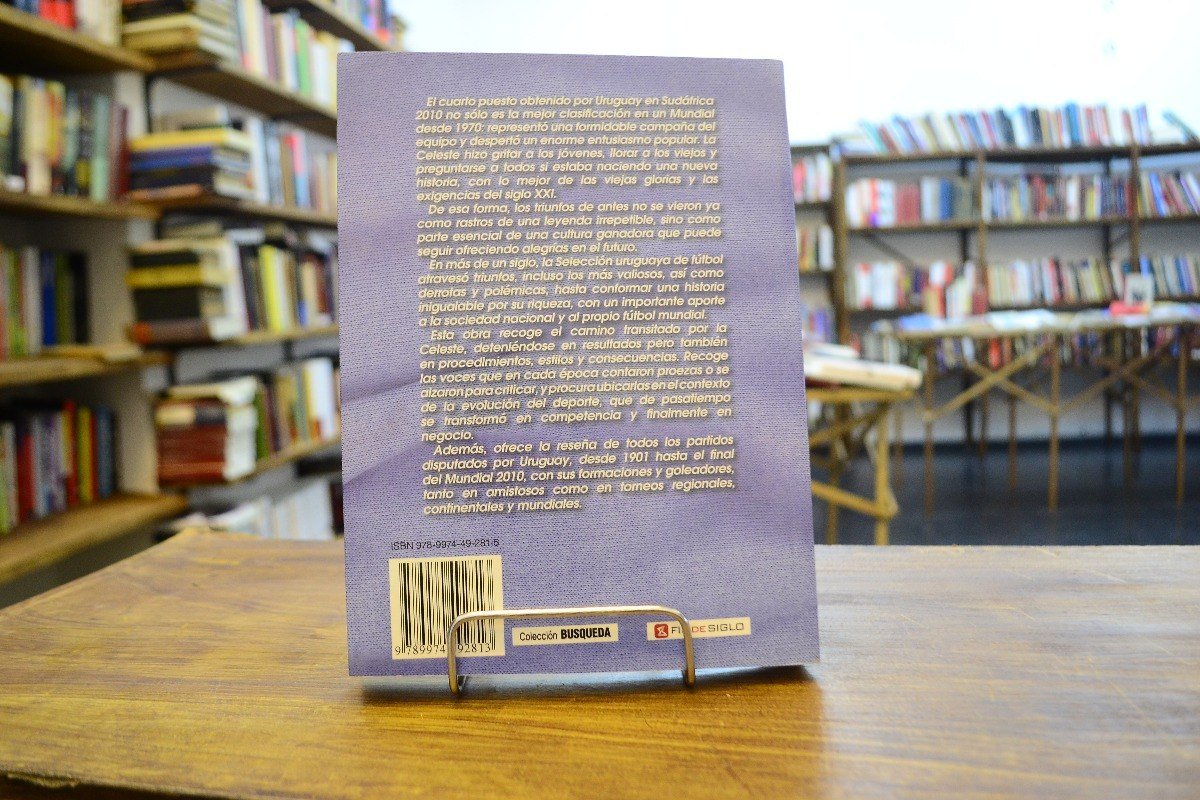 El cuarto puesto obtenido por Uruguay en Sudáfrica
2010 no sólo es la mejor clasificación en un Mundial
desde 1970: representó una formidable campaña del
equipo y despertó un enorme entusiasmo popular. La
Celeste hizo gritar a los jóvenes, llorar a los viejos y
preguntarse a todos si estaba naciendo una nueva
historia, con lo mejor de las viejas glorias y las
exigencias del siglo XXI.
De esa forma, los triunfos de antes no se vieron ya
como rastros de una leyenda irrepetible, sino como
parte esencial de una cultura ganadora que puede
seguir ofreciendo alegrías en el futuro.
En más de un siglo, la Selección uruguaya de fútbol
atravesó triunfos, incluso los más valiosos, así como
derrotas y polémicas, hasta conformar una historia
inigualable por su riqueza, con un importante aporte
a la sociedad nacional y al propio fútbol mundial.
Esta obra recoge el camino transitado por la
Celeste, deteniéndose en resultados pero también
en procedimientos, estilos y consecuencias. Recoge
las voces que en cada época contaron proezas o se
alzaron para criticar, y procura ubicarlas en el contexto
de la evolución del deporte, que de pasatiempo
se transformó en competencia y finalmente en
negocio.
Además, ofrece la reseña de todos los partidos
disputados por Uruguay, desde 1901 hasta el final
del Mundial 2010, con sus formaciones y goleadores,
tanto en amistosos como en torneos regionales,
continentales y mundiales.
ISBN 978-9974-49-281-5
9 789974 92813
Colección BUSQUEDA
FIN DE SIGLO